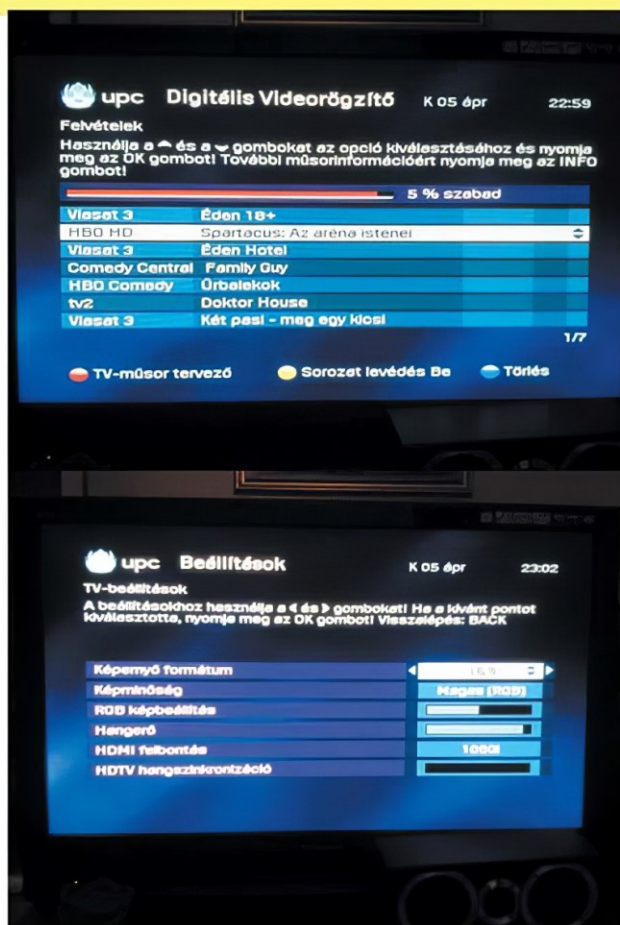 upc Digitális Videorögzítő K 05 ápr 22:59
Felvételek
Használja a és a gombokat az opció kiválasztásához és nyomja
meg az OK gombot! További műsorinformációért nyomja meg az INFO
gombot!
5 % szabad
Viasat 3 Éden 18+
HBO HD Spartacus: Az aréna istenei
Viasat 3 Éden Hotel
Comedy Central Family Guy
HBO Comedy Űrbalekok
tv2 Doktor House
Viasat 3 Két pasi - meg egy kicsi
1/7
TV-műsor tervező Sorozat levédés Be Törlés
upc Beállítások K 05 ápr 23:02
TV-beállítások
A beállításokhoz használja a és gombokat! Ha a kívánt pontot
kiválasztotta, nyomja meg az OK gombot! Visszalépés: BACK
Képernyő formátum 16:9
Képminőség Magas (RGB)
RGB képbeállítás
Hangerő
HDMI felbontás 1080i
HDTV hangszinkronizáció